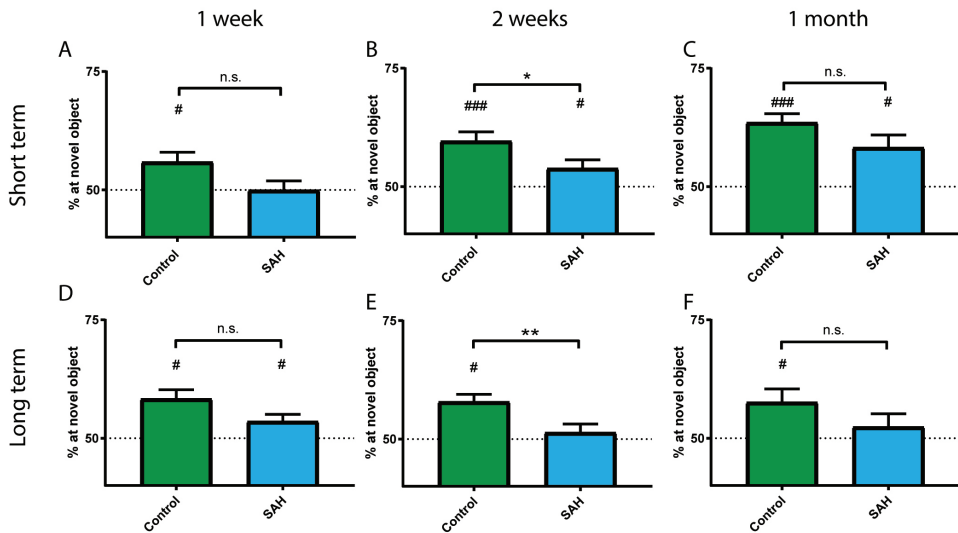 1 week
2 weeks
1 month
Short term
A
75
50
% at novel object
n.s.
#
Control
SAH
B
75
50
% at novel object
*
###
#
Control
SAH
C
75
50
% at novel object
n.s.
###
#
Control
SAH
Long term
D
75
50
% at novel object
n.s.
#
#
Control
SAH
E
75
50
% at novel object
**
#
Control
SAH
F
75
50
% at novel object
n.s.
#
Control
SAH